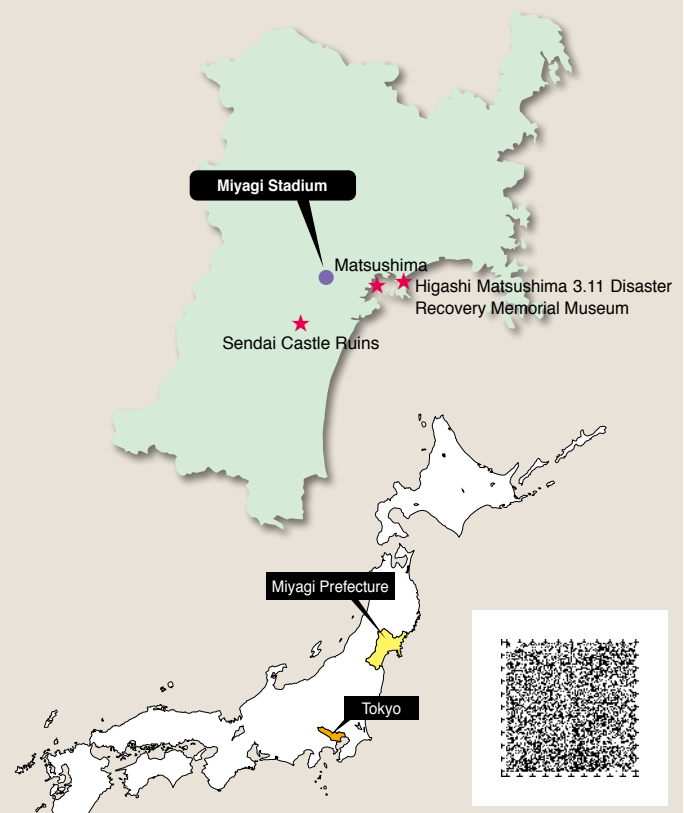 Miyagi Stadium
Matsushima
Higashi Matsushima 3.11 Disaster
Recovery Memorial Museum
Sendai Castle Ruins
Miyagi Prefecture
Tokyo